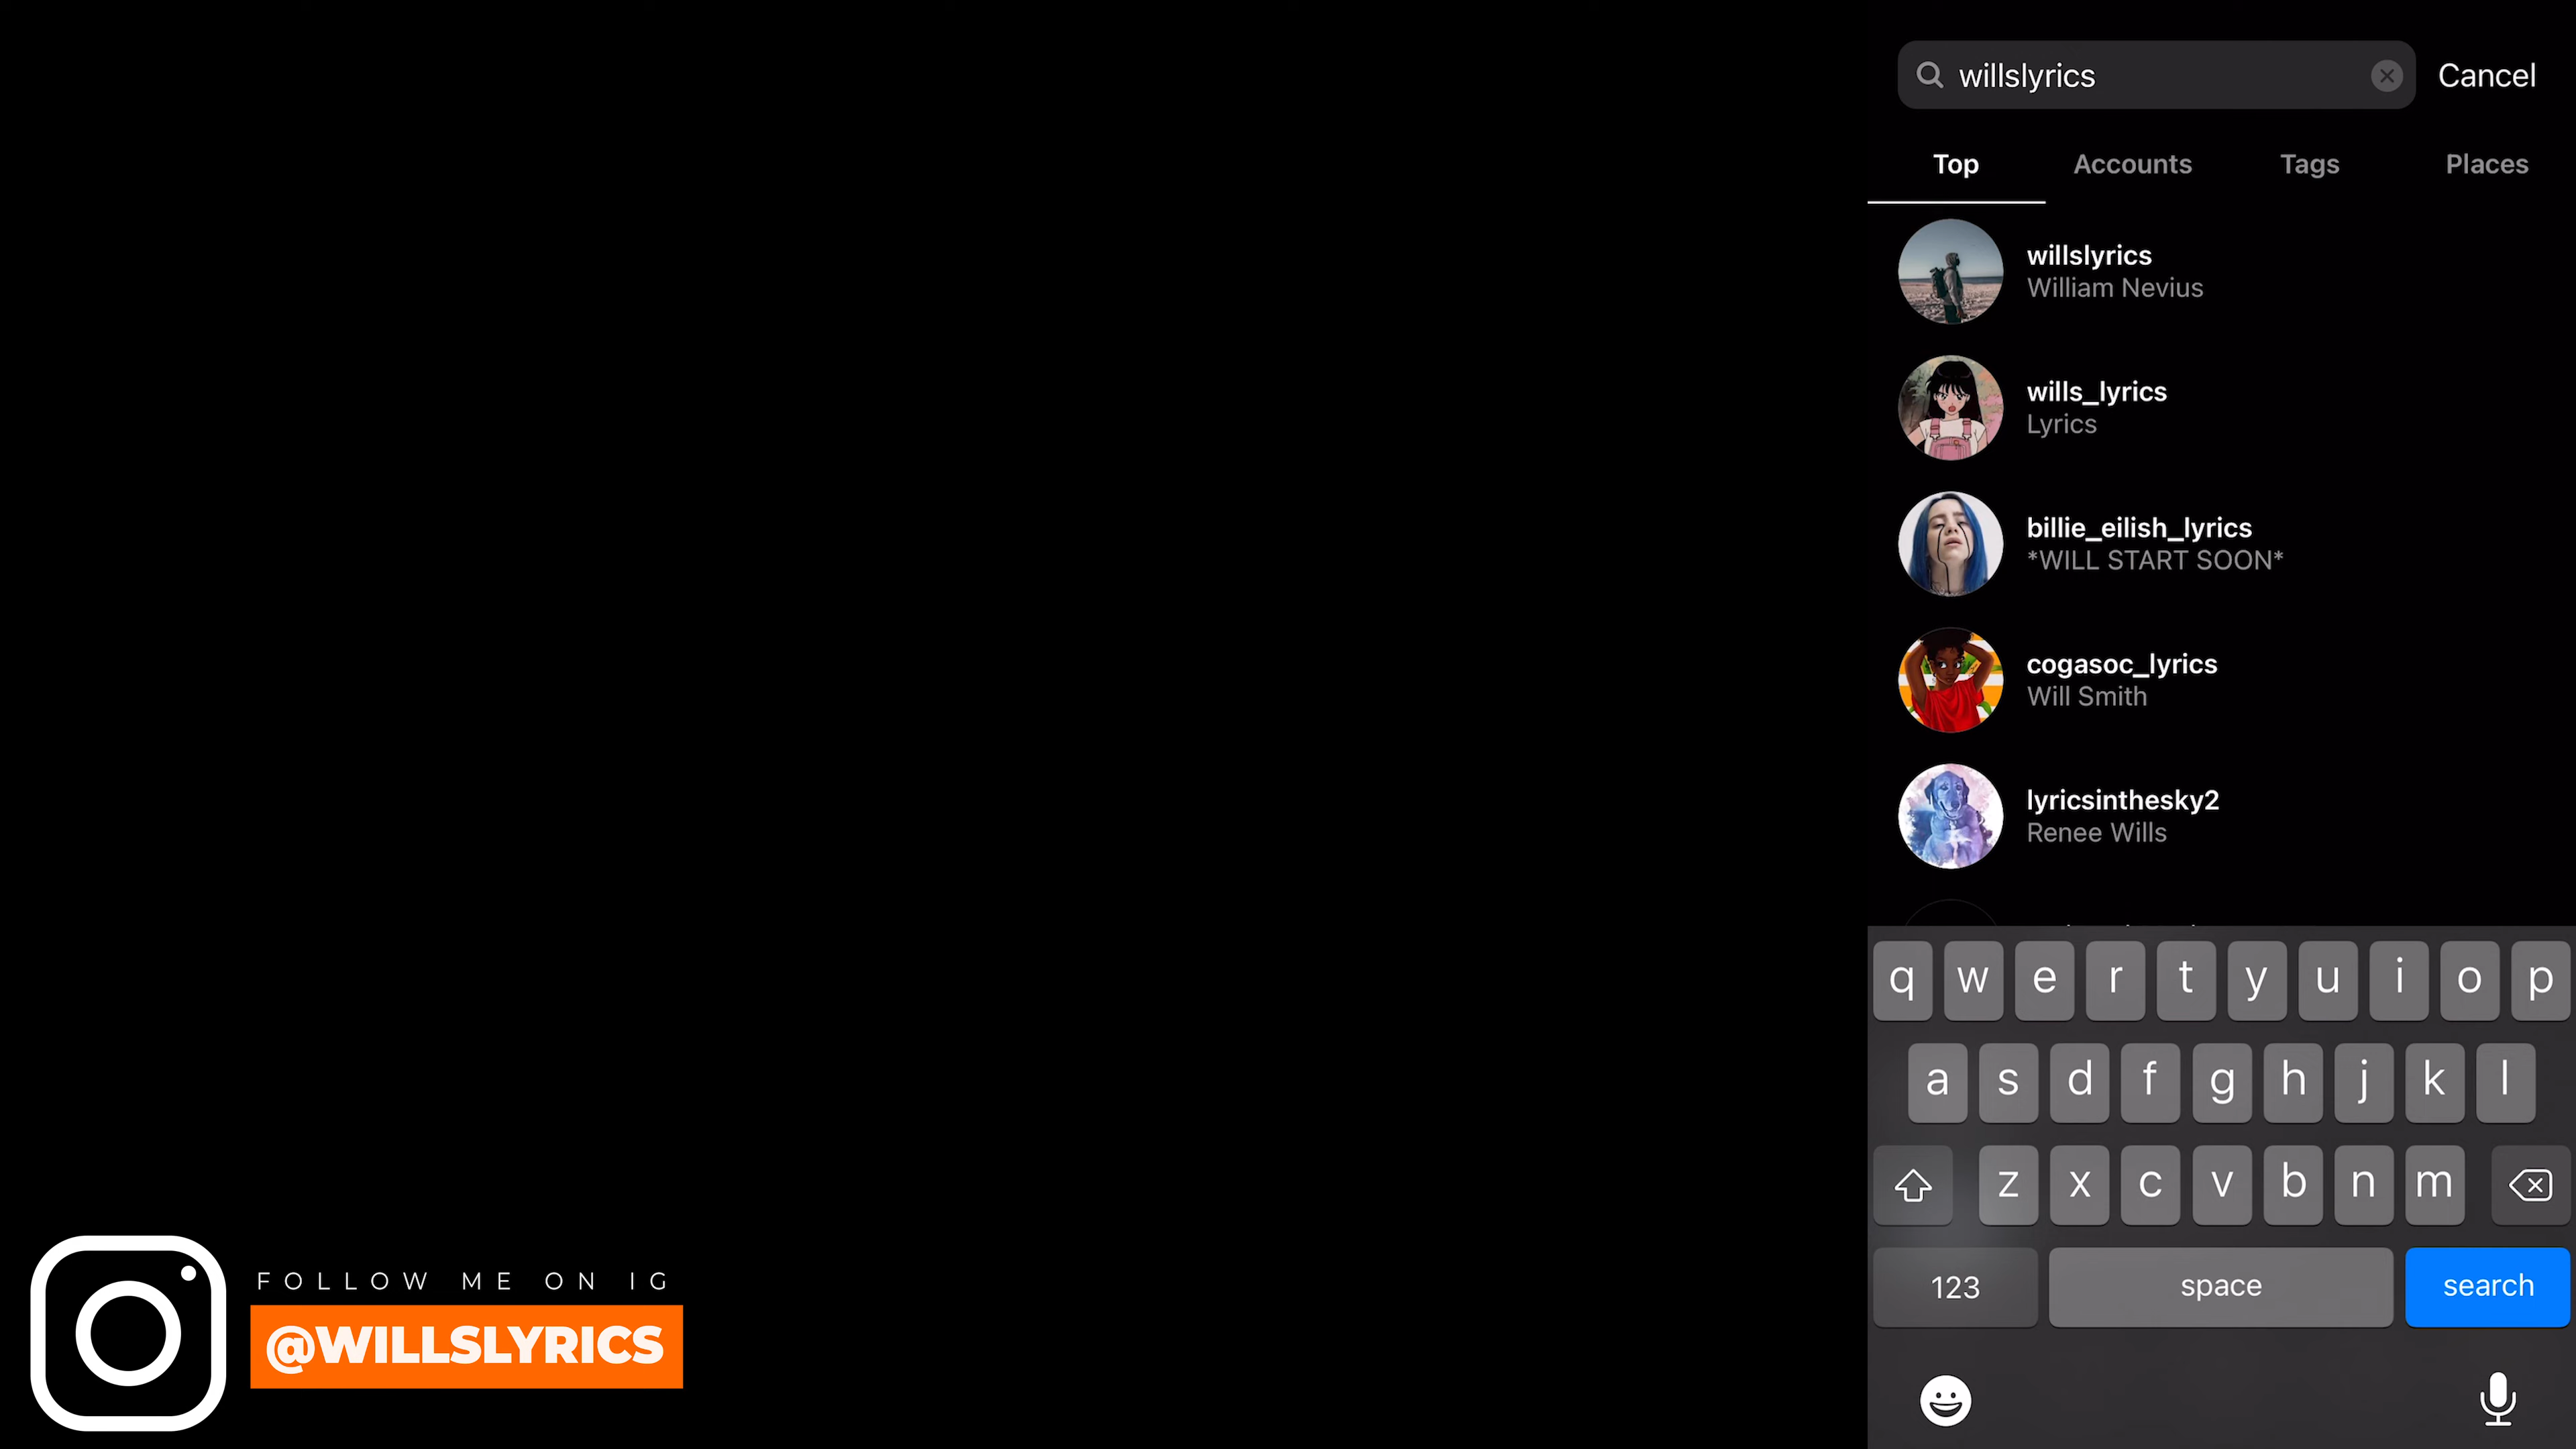 willslyrics
Cancel
Top Accounts Tags Places
willslyrics
William Nevius
wills_lyrics
Lyrics
billie_eilish_lyrics
*WILL START SOON*
cogasoc_lyrics
Will Smith
lyricsinthesky2
Renee Wills
q w e r t y u i o p
a s d f g h j k l
z x c v b n m
123 space search
FOLLOW ME ON IG
@WILLSLYRICS